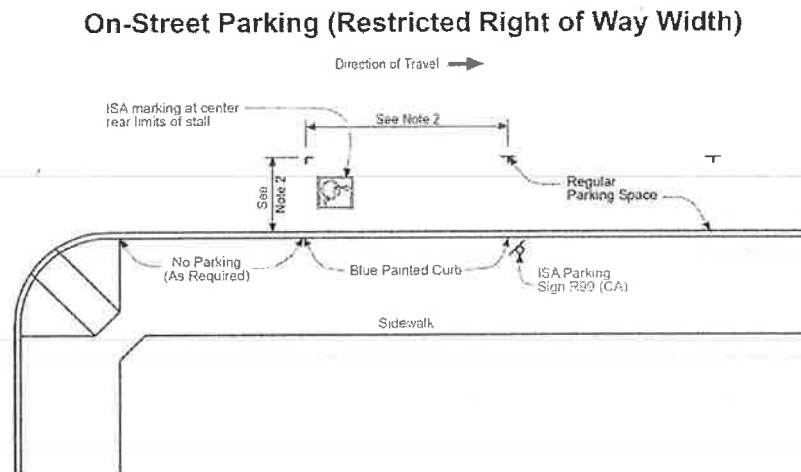 On-Street Parking (Restricted Right of Way Width)
Direction of Travel
ISA marking at center
rear limits of stall
See Note 2
See
Note 2
Regular
Parking Space
No Parking
(As Required)
Blue Painted Curb
ISA Parking
Sign R99 (CA)
Sidewalk